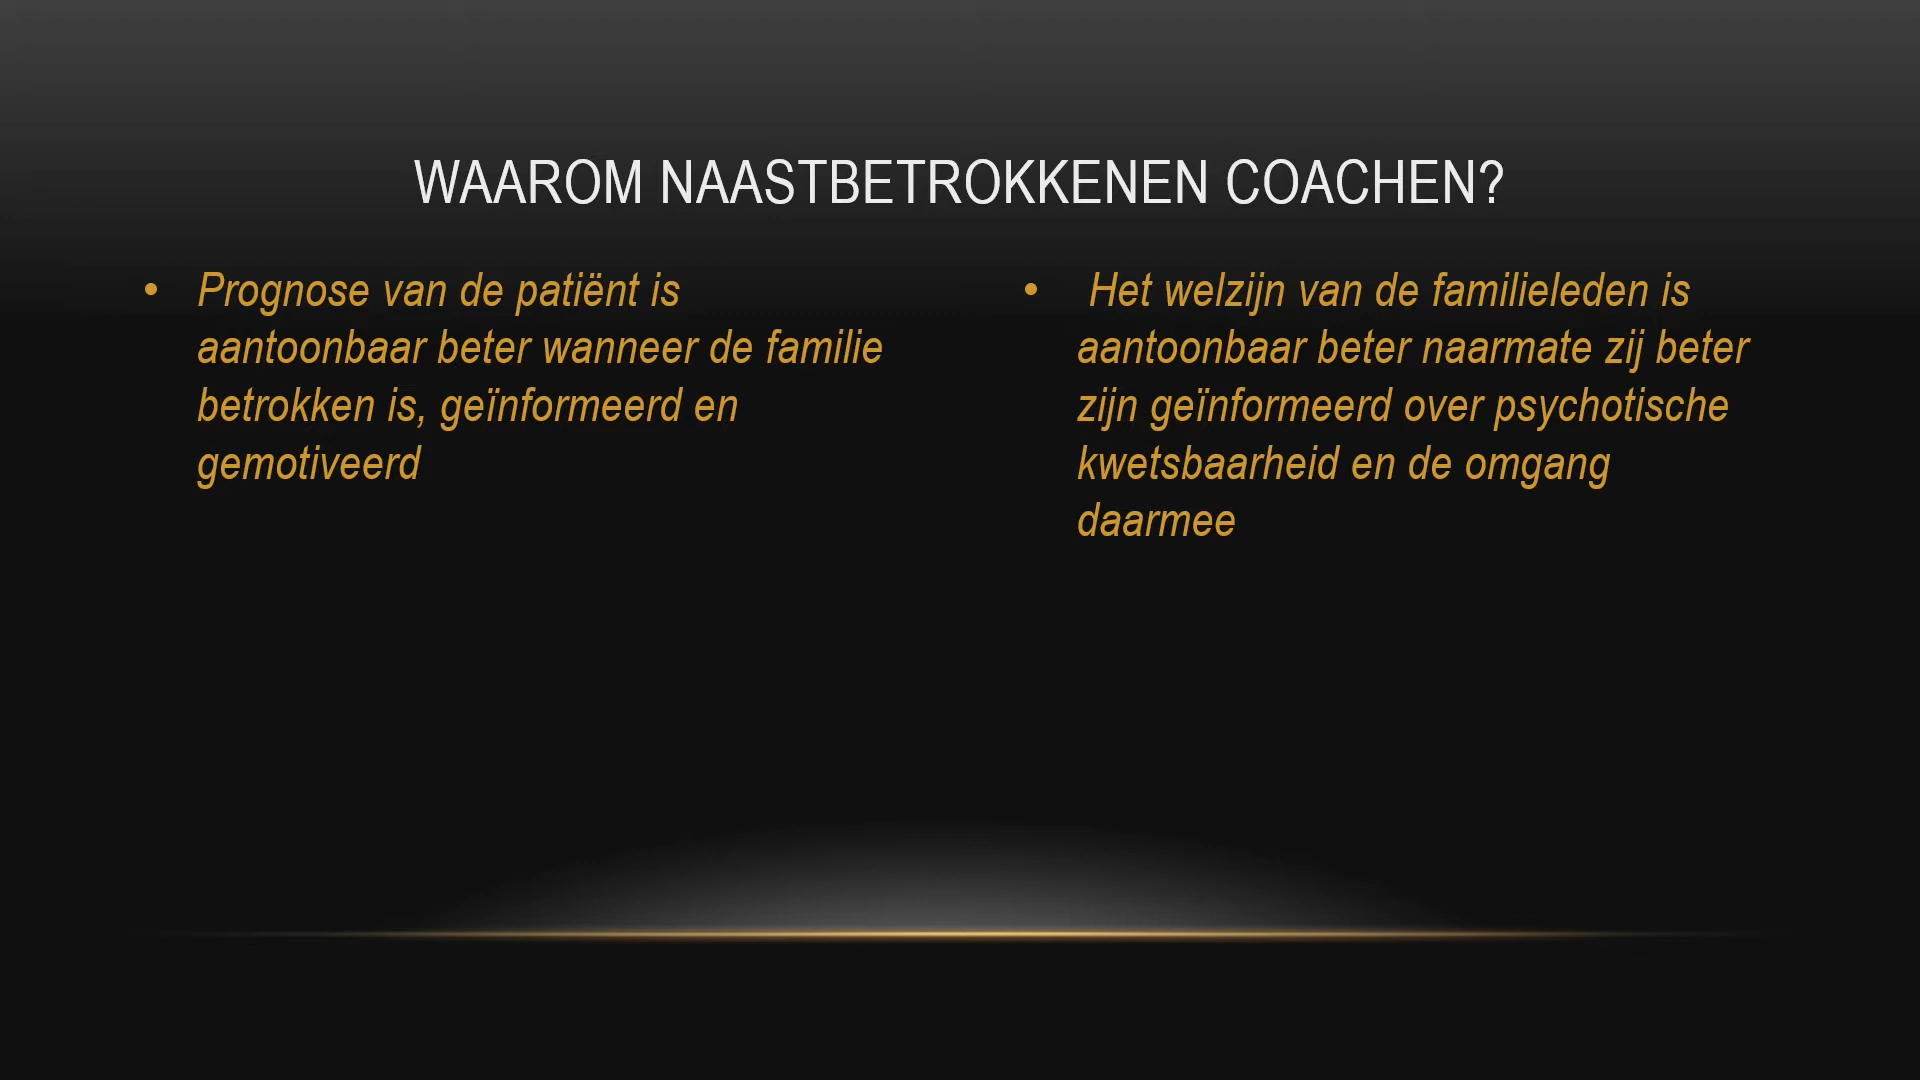 WAAROM NAASTBETROKKENEN COACHEN?
• Prognose van de patiënt is
aantoonbaar beter wanneer de familie
betrokken is, geïnformeerd en
gemotiveerd
• Het welzijn van de familieleden is
aantoonbaar beter naarmate zij beter
zijn geïnformeerd over psychotische
kwetsbaarheid en de omgang
daarmee